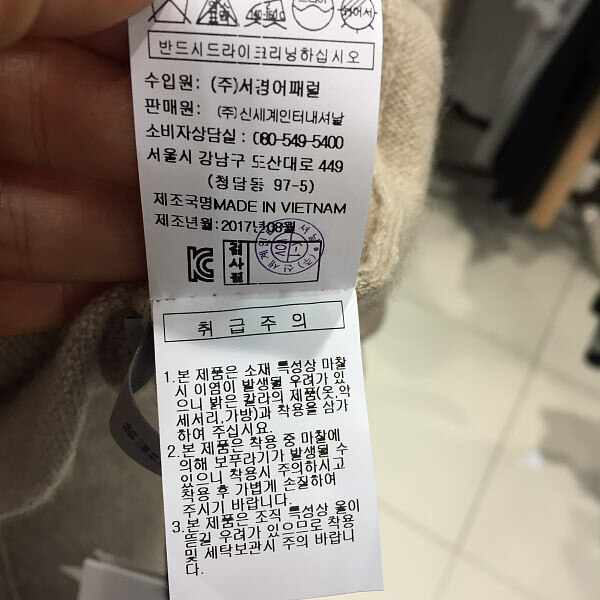 반드시드라이크리닝하십시오
수입원: (주)서경어패럴
판매원: (주)신세계인터내셔날
소비자상담실: 080-549-5400
서울시 강남구 도산대로 449
(청담동 97-5)
제조국명MADE IN VIETNAM
제조년월: 2017년08월
검사필
취급주의
1.본 제품은 소재 특성상 마찰
시 이염이 발생될 우려가 있
으니 밝은 칼라의 제품(옷,악
세서리,가방)과 착용을 삼가
하여 주십시요.
2.본 제품은 착용 중 마찰에
의해 보푸라기가 발생될 수
있으니 착용시 주의하시고
착용 후 가볍게 손질하여
주시기 바랍니다.
3.본 제품은 조직 특성상 올이
뜯길 우려가 있으므로 착용
및 세탁보관시 주의 바랍니
다.